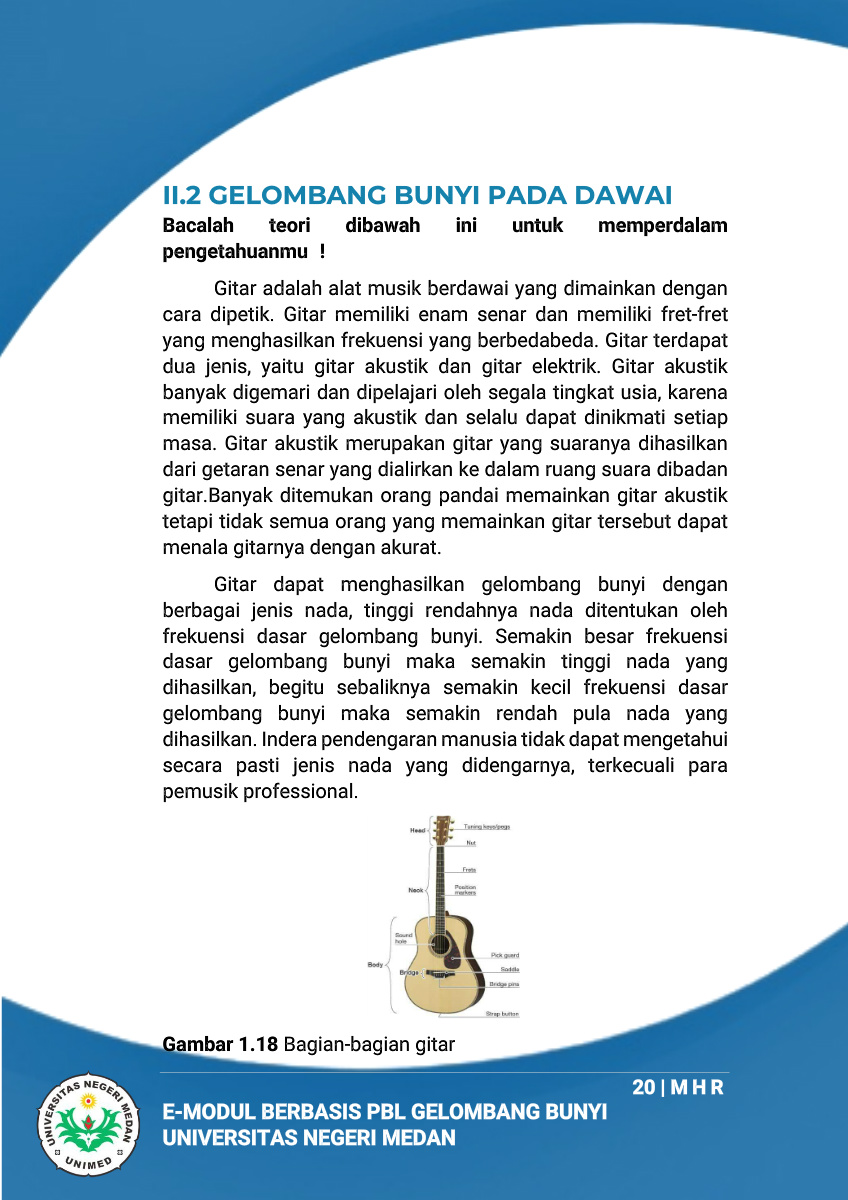 II.2 GELOMBANG BUNYI PADA DAWAI
Bacalah teori dibawah ini untuk memperdalam
pengetahuanmu !
Gitar adalah alat musik berdawai yang dimainkan dengan
cara dipetik. Gitar memiliki enam senar dan memiliki fret-fret
yang menghasilkan frekuensi yang berbedabeda. Gitar terdapat
dua jenis, yaitu gitar akustik dan gitar elektrik. Gitar akustik
banyak digemari dan dipelajari oleh segala tingkat usia, karena
memiliki suara yang akustik dan selalu dapat dinikmati setiap
masa. Gitar akustik merupakan gitar yang suaranya dihasilkan
dari getaran senar yang dialirkan ke dalam ruang suara dibadan
gitar.Banyak ditemukan orang pandai memainkan gitar akustik
tetapi tidak semua orang yang memainkan gitar tersebut dapat
menala gitarnya dengan akurat.
Gitar dapat menghasilkan gelombang bunyi dengan
berbagai jenis nada, tinggi rendahnya nada ditentukan oleh
frekuensi dasar gelombang bunyi. Semakin besar frekuensi
dasar gelombang bunyi maka semakin tinggi nada yang
dihasilkan, begitu sebaliknya semakin kecil frekuensi dasar
gelombang bunyi maka semakin rendah pula nada yang
dihasilkan. Indera pendengaran manusia tidak dapat mengetahui
secara pasti jenis nada yang didengarnya, terkecuali para
pemusik professional.
Head
Tuning keys/pegs
Nut
Frets
Neck
Position
markers
Sound
hole
Pick guard
Body
Bridge
Saddle
Bridge pins
Strap button
Gambar 1.18 Bagian-bagian gitar
20 | M H R
E-MODUL BERBASIS PBL GELOMBANG BUNYI
UNIVERSITAS NEGERI MEDAN
UNIVERSITAS NEGERI MEDAN
UNIMED